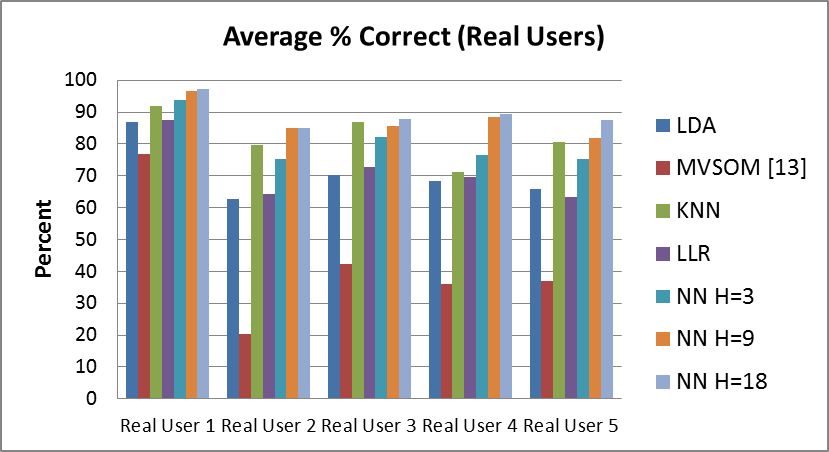 Average % Correct (Real Users)
100
90
80
70
60
50
40
30
20
10
0
Percent
Real User 1 Real User 2 Real User 3 Real User 4 Real User 5
LDA
MVSOM [13]
KNN
LLR
NN H=3
NN H=9
NN H=18